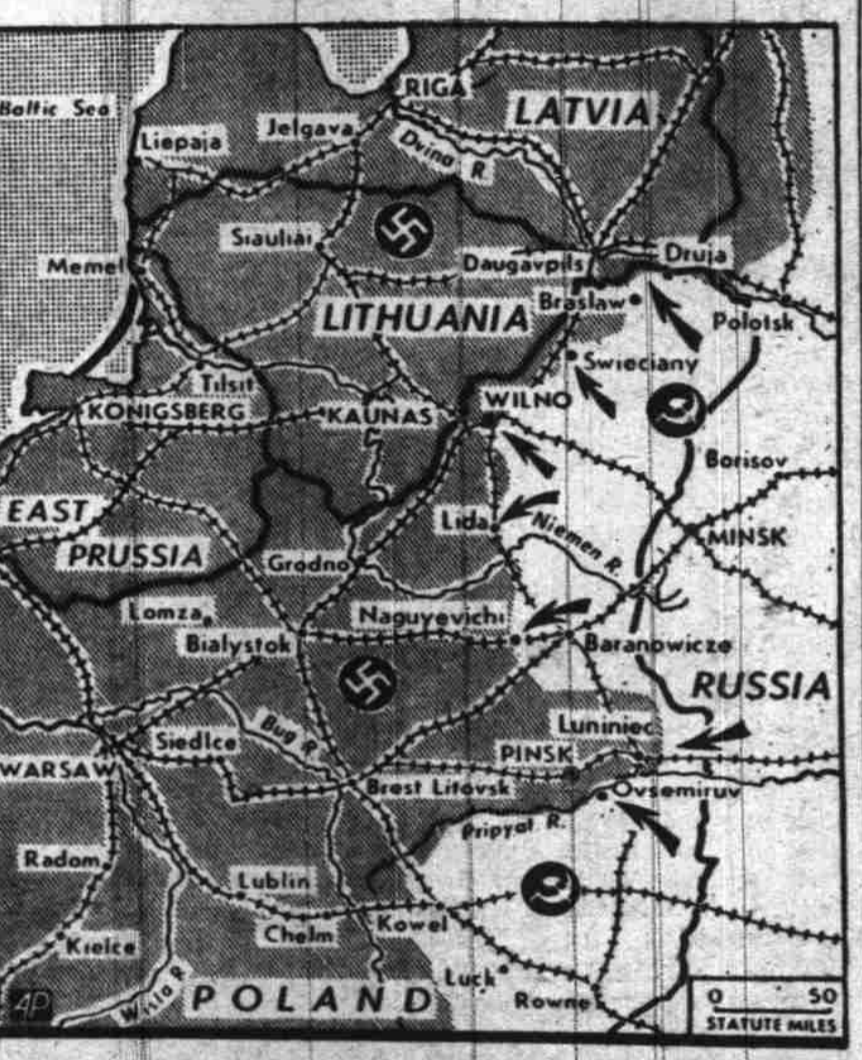 RIGA
LATVIA
Baltic Sea
Jelgava
Liepaja
Dvina R.
Siauliai
Druja
Memel
Daugavpils
Braslaw
LITHUANIA
Polotsk
Swieciany
Tilsit
WILNO
KONIGSBERG
KAUNAS
Borisov
EAST
PRUSSIA
Lida
Niemen R.
MINSK
Grodno
Lomza
Naguyevichi
Bialystok
Baranowicze
RUSSIA
Luniniec
Bug R.
Siedlce
PINSK
WARSAW
Brest Litovsk
Ovsemiruv
Pripyat R.
Radom
Lublin
Chelm
Kowel
Kielce
Luck
Wisla R.
POLAND
Rowne
AP
0 50
STATUTE MILES